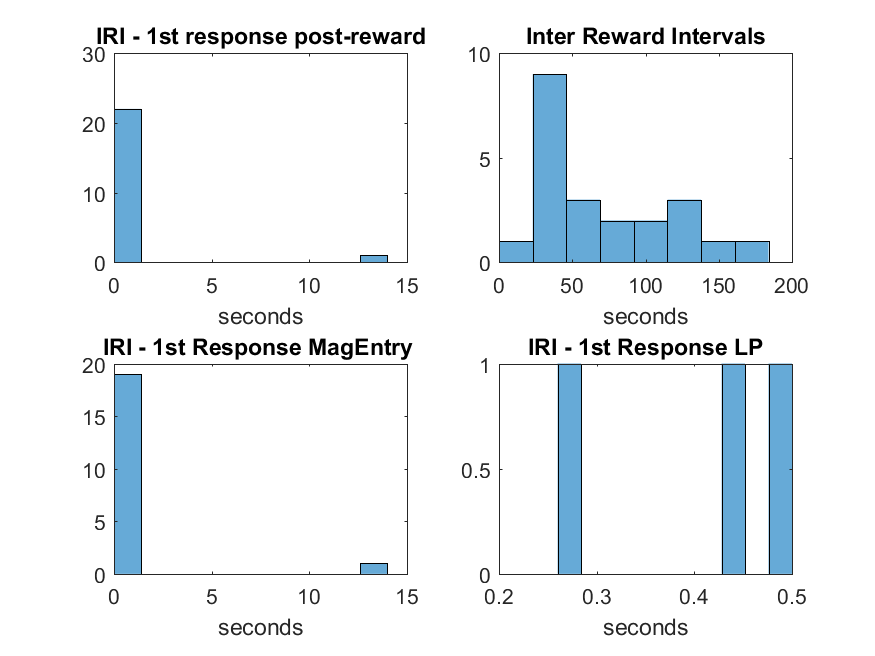 IRI - 1st response post-reward
30
20
10
0
0 5 10 15
seconds
Inter Reward Intervals
10
5
0
0 50 100 150 200
seconds
IRI - 1st Response MagEntry
20
15
10
5
0
0 5 10 15
seconds
IRI - 1st Response LP
1
0.5
0
0.2 0.3 0.4 0.5
seconds